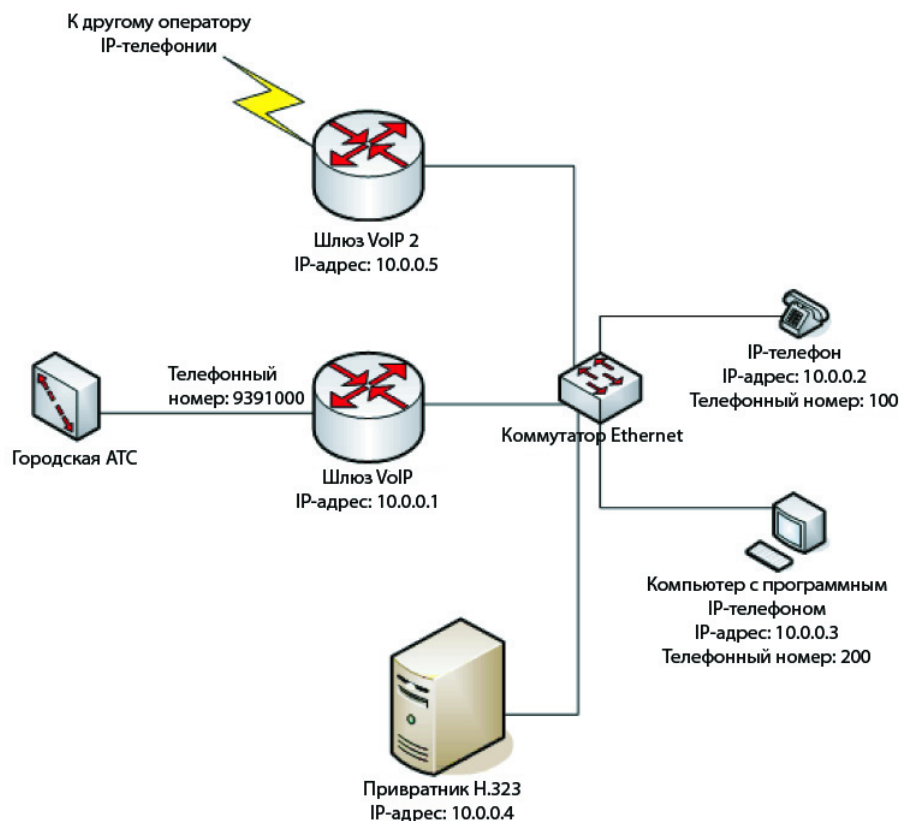 К другому оператору
IP-телефонии
Шлюз VoIP 2
IP-адрес: 10.0.0.5
Телефонный
номер: 9391000
Городская АТС
Шлюз VoIP
IP-адрес: 10.0.0.1
Коммутатор Ethernet
IP-телефон
IP-адрес: 10.0.0.2
Телефонный номер: 100
Компьютер с программным
IP-телефоном
IP-адрес: 10.0.0.3
Телефонный номер: 200
Привратник H.323
IP-адрес: 10.0.0.4